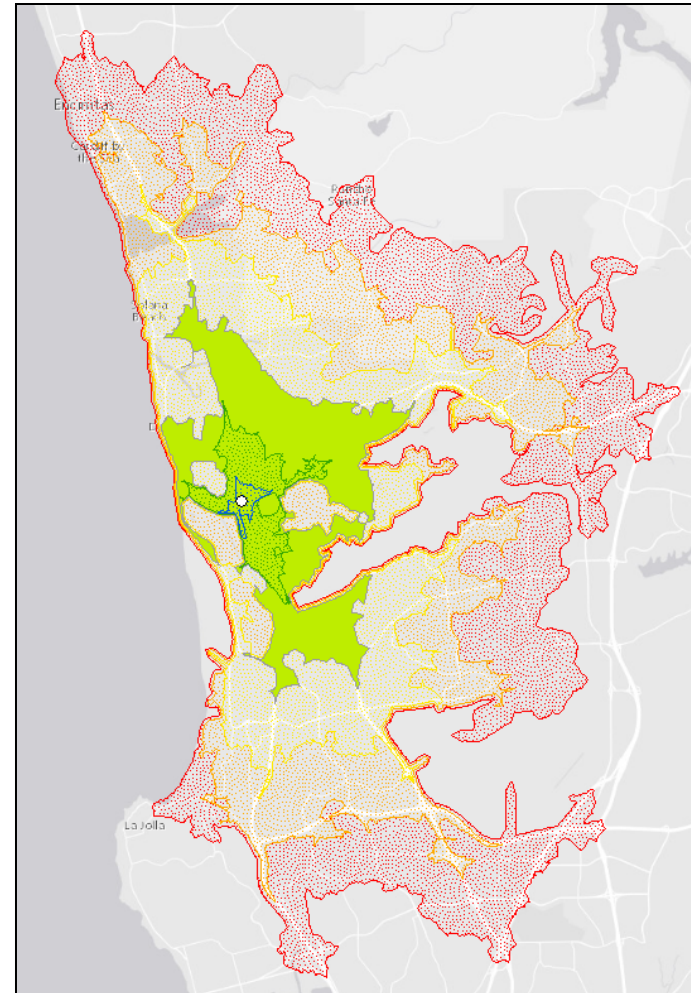 Encinitas
Cardiff by
the Sea
Rancho
Santa Fe
Solana
Beach
D
La Jolla